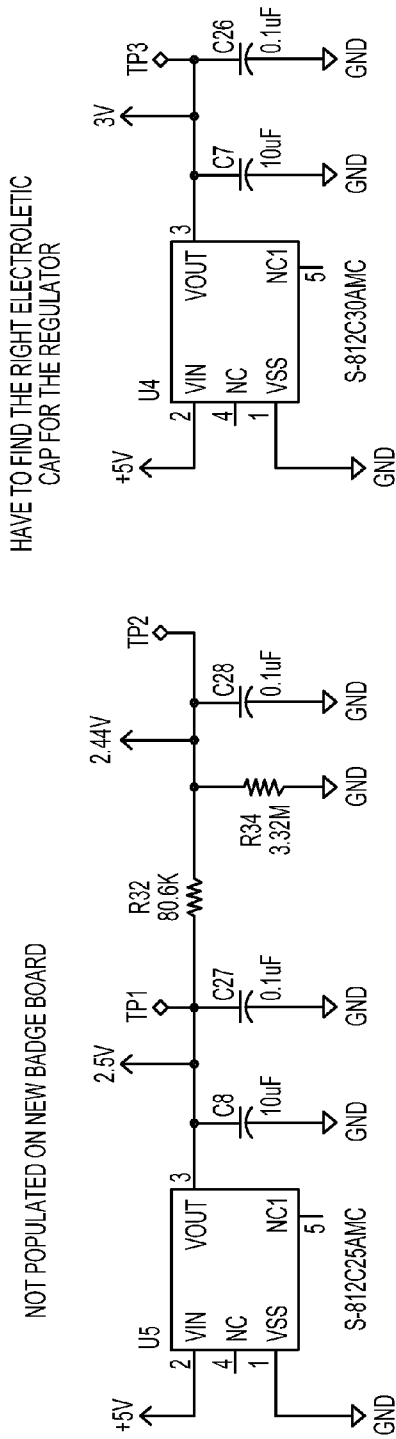 NOT POPULATED ON NEW BADGE BOARD
+5V
U5
2
VIN
VOUT
3
4
NC
1
VSS
NC1
5
S-812C25AMC
GND
2.5V
TP1
C8
10uF
GND
C27
0.1uF
GND
R32
80.6K
2.44V
TP2
R34
3.32M
GND
C28
0.1uF
GND
HAVE TO FIND THE RIGHT ELECTROLETIC
CAP FOR THE REGULATOR
+5V
U4
2
VIN
VOUT
3
4
NC
1
VSS
NC1
5
S-812C30AMC
GND
3V
TP3
C7
10uF
GND
C26
0.1uF
GND